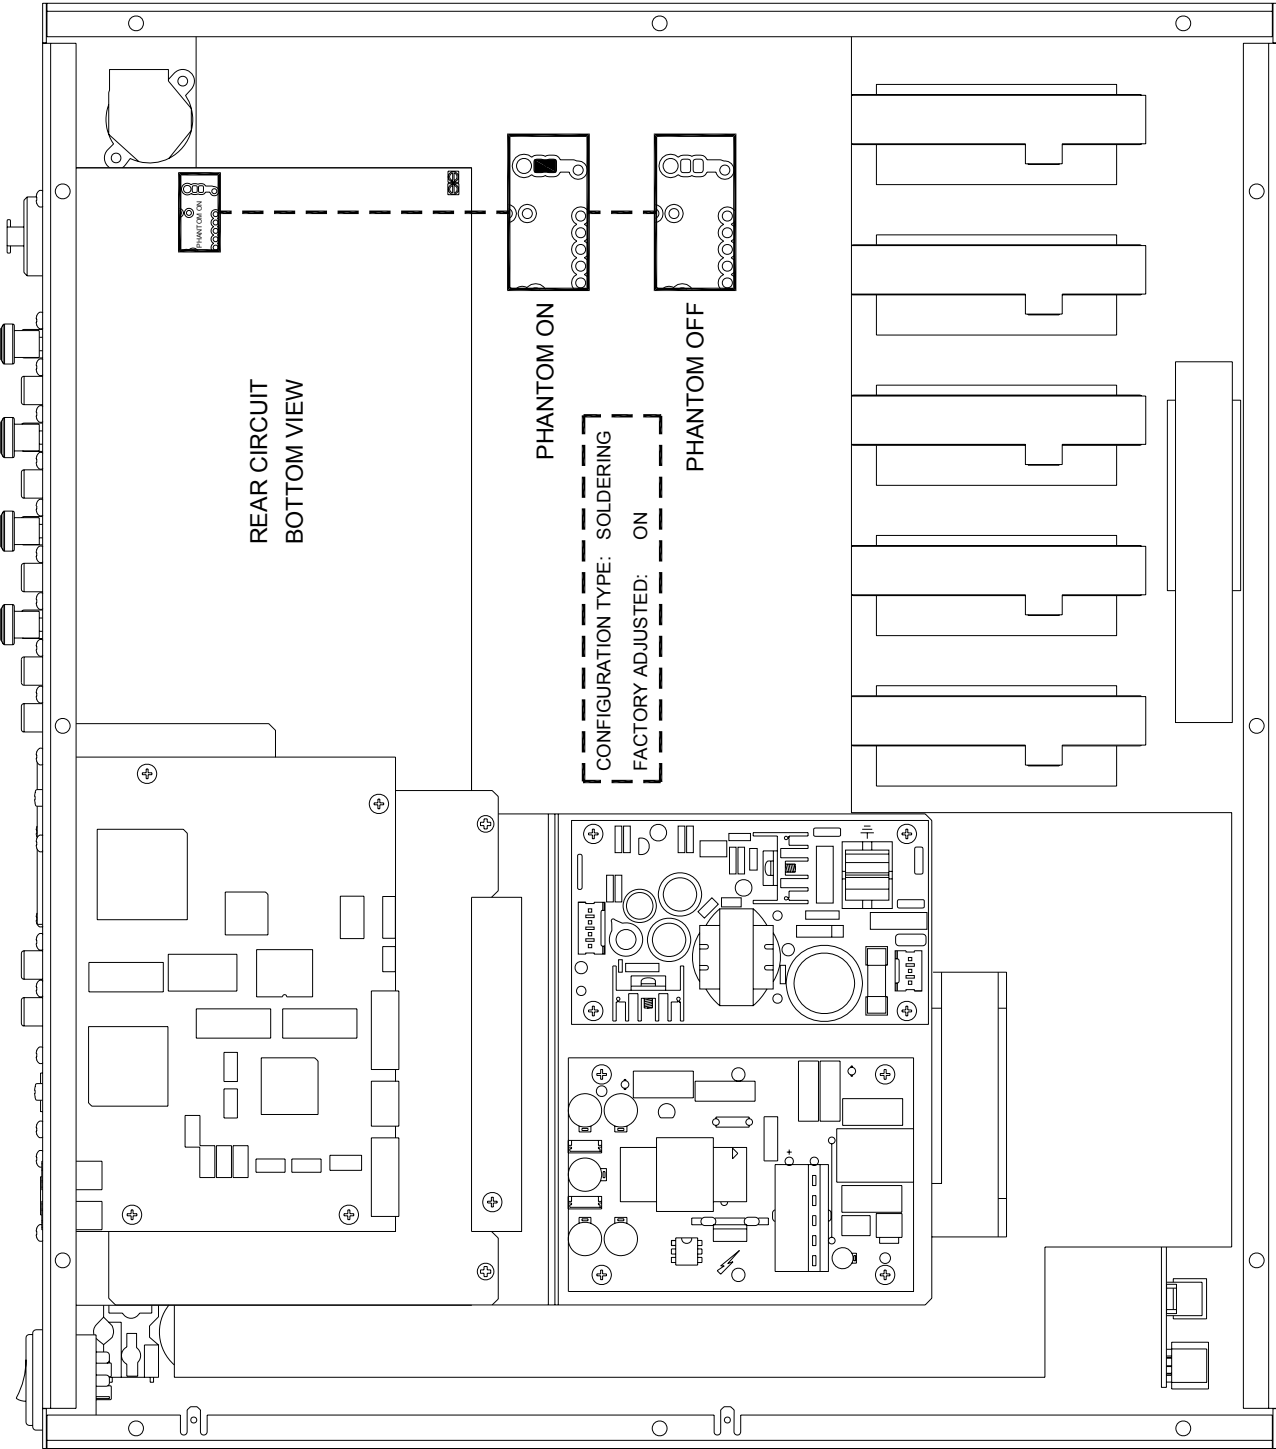 PHANTOM ON
REAR CIRCUIT
BOTTOM VIEW
PHANTOM ON
PHANTOM OFF
CONFIGURATION TYPE: SOLDERING
FACTORY ADJUSTED: ON